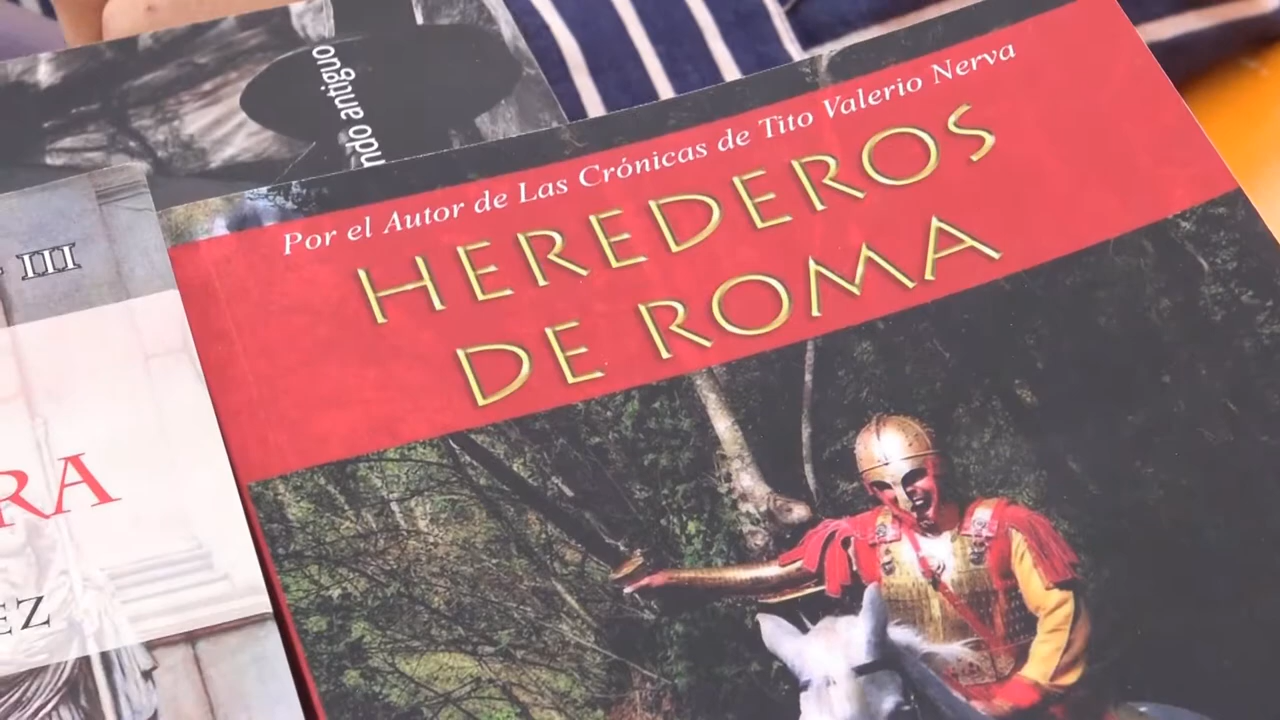 ndo antiguo
Por el Autor de Las Crónicas de Tito Valerio Nerva
HEREDEROS
DE ROMA
III
RA
EZ